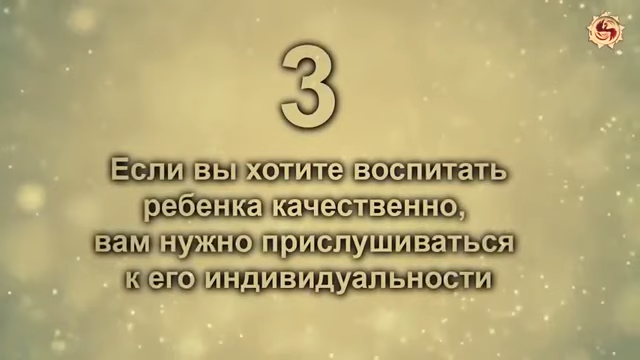 3
Если вы хотите воспитать
ребенка качественно,
вам нужно прислушиваться
к его индивидуальности